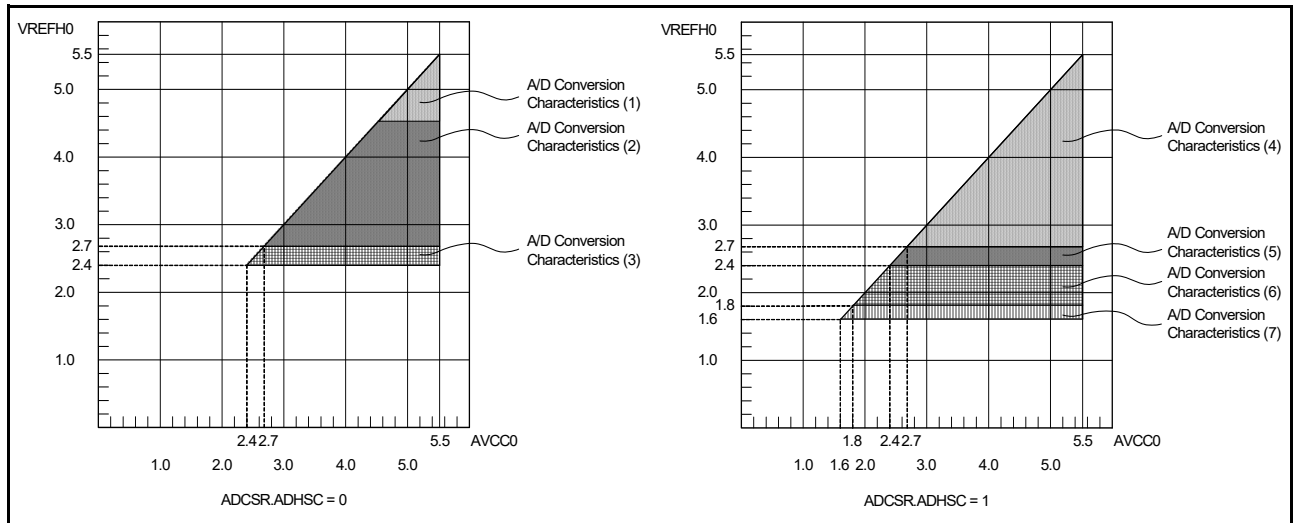 VREFH0
5.5
5.0
4.0
3.0
2.7
2.4
2.0
1.0
A/D Conversion
Characteristics (1)
A/D Conversion
Characteristics (2)
A/D Conversion
Characteristics (3)
2.4 2.7 5.5 AVCC0
1.0 2.0 3.0 4.0 5.0
ADCSR.ADHSC = 0
VREFH0
5.5
5.0
4.0
3.0
2.7
2.4
2.0
1.8
1.6
1.0
A/D Conversion
Characteristics (4)
A/D Conversion
Characteristics (5)
A/D Conversion
Characteristics (6)
A/D Conversion
Characteristics (7)
1.8 2.4 2.7 5.5 AVCC0
1.0 1.6 2.0 3.0 4.0 5.0
ADCSR.ADHSC = 1